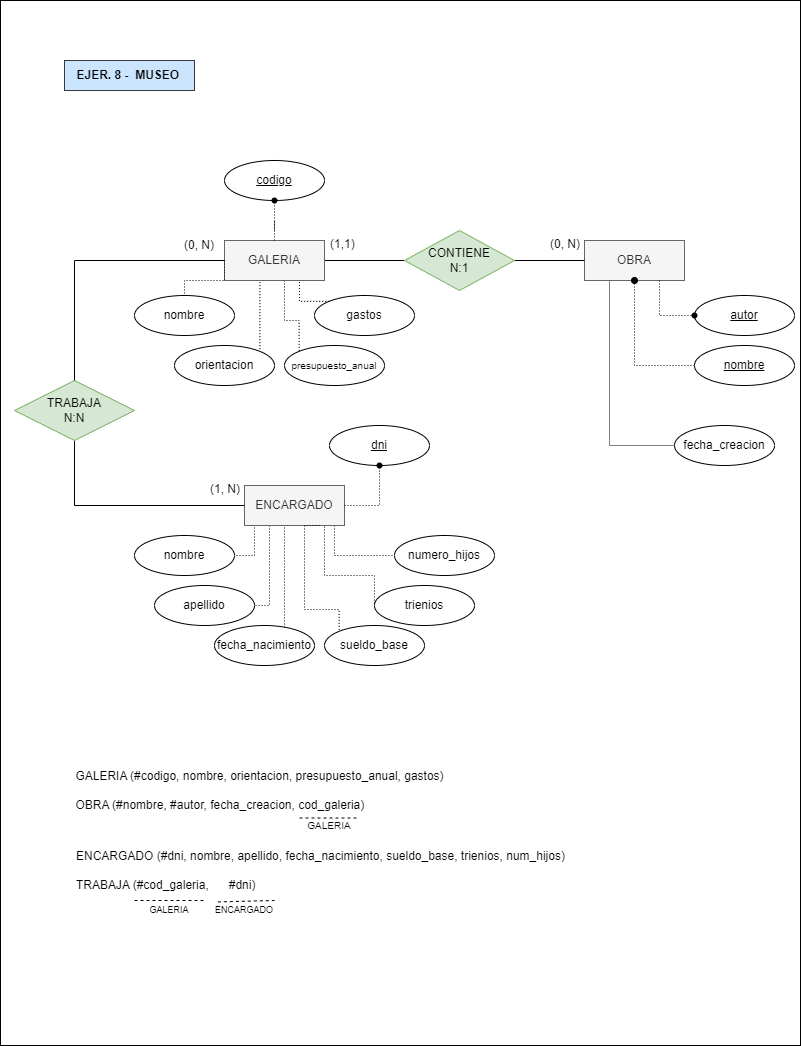 EJER. 8 - MUSEO
codigo
(0, N)
GALERIA
(1,1)
CONTIENE
N:1
(0, N)
OBRA
nombre
gastos
autor
orientacion
presupuesto_anual
nombre
TRABAJA
N:N
dni
fecha_creacion
(1, N)
ENCARGADO
nombre
numero_hijos
apellido
trienios
fecha_nacimiento
sueldo_base
GALERIA (#codigo, nombre, orientacion, presupuesto_anual, gastos)
OBRA (#nombre, #autor, fecha_creacion, cod_galeria)
GALERIA
ENCARGADO (#dni, nombre, apellido, fecha_nacimiento, sueldo_base, trienios, num_hijos)
TRABAJA (#cod_galeria, #dni)
GALERIA ENCARGADO